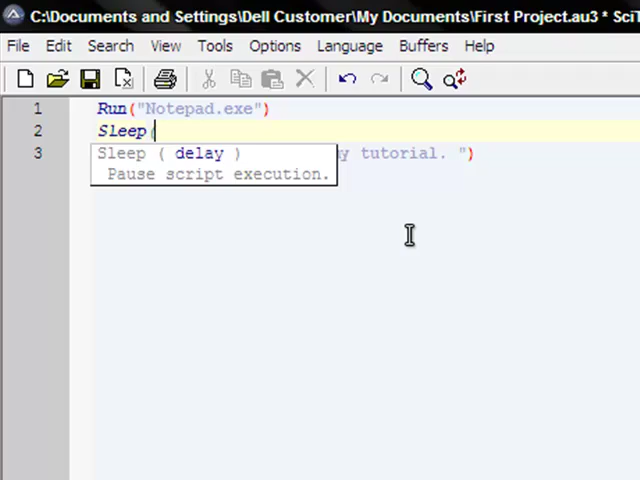 C:\Documents and Settings\Dell Customer\My Documents\First Project.au3 * SciT
File Edit Search View Tools Options Language Buffers Help
1 Run("Notepad.exe")
2 Sleep(
3 y tutorial. ")
Sleep ( delay )
Pause script execution.